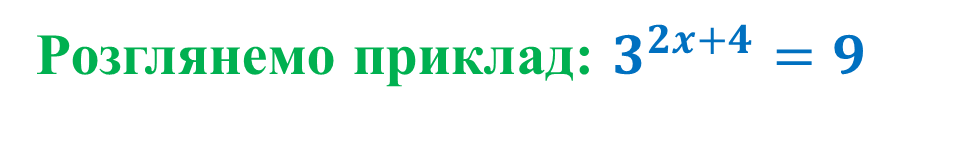 Розглянемо приклад: $3^{2x+4} = 9$